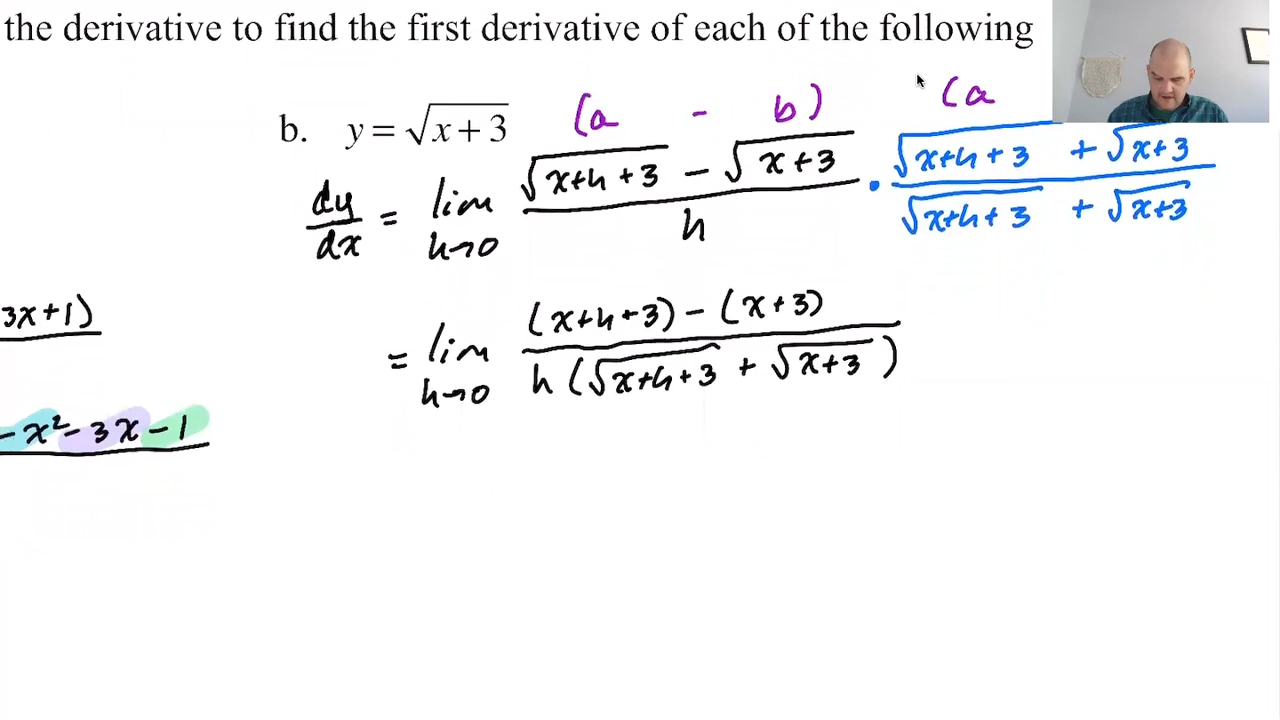 the derivative to find the first derivative of each of the following
(a - b) (a
b. y = √(x + 3)
dy/dx = lim h→0 (√(x+h+3) - √(x+3))/h · (√(x+h+3) + √(x+3))/(√(x+h+3) + √(x+3))
3x+1)
= lim h→0 ((x+h+3) - (x+3))/(h(√(x+h+3) + √(x+3)))
- x² - 3x - 1